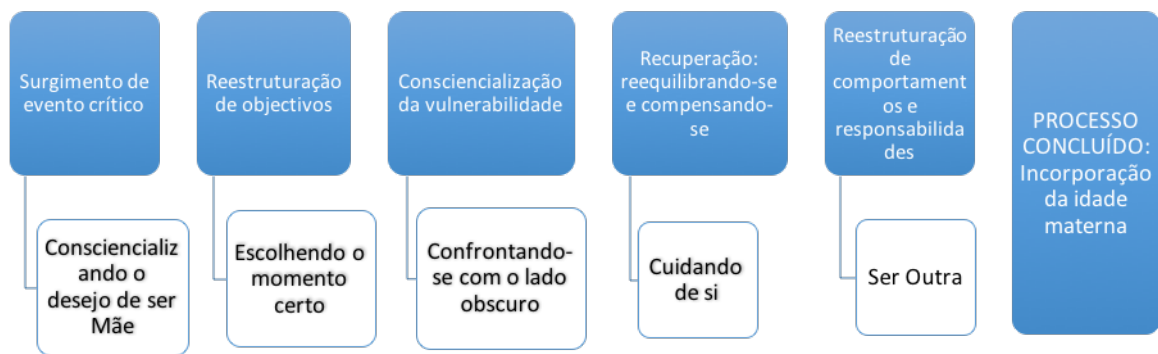 Surgimento de
evento crítico
Consciencializ
ando o
desejo de ser
Mãe
Reestruturação
de objectivos
Escolhendo o
momento
certo
Consciencialização
da vulnerabilidade
Confrontando-
se com o lado
obscuro
Recuperação:
reequilibrando-se
e compensando-
se
Cuidando
de si
Reestruturação
de
comportament
os e
responsabilida
des
Ser Outra
PROCESSO
CONCLUÍDO:
Incorporação
da idade
materna